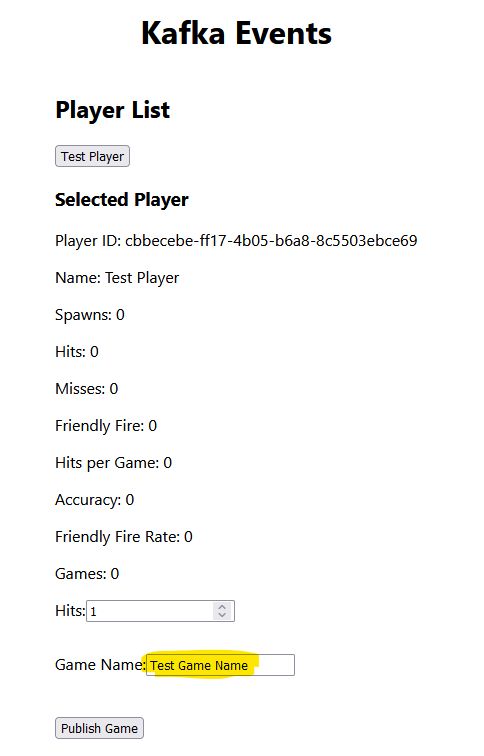 Kafka Events
Player List
Test Player
Selected Player
Player ID: cbbecebe-ff17-4b05-b6a8-8c5503ebce69
Name: Test Player
Spawns: 0
Hits: 0
Misses: 0
Friendly Fire: 0
Hits per Game: 0
Accuracy: 0
Friendly Fire Rate: 0
Games: 0
Hits: 1
Game Name: Test Game Name
Publish Game